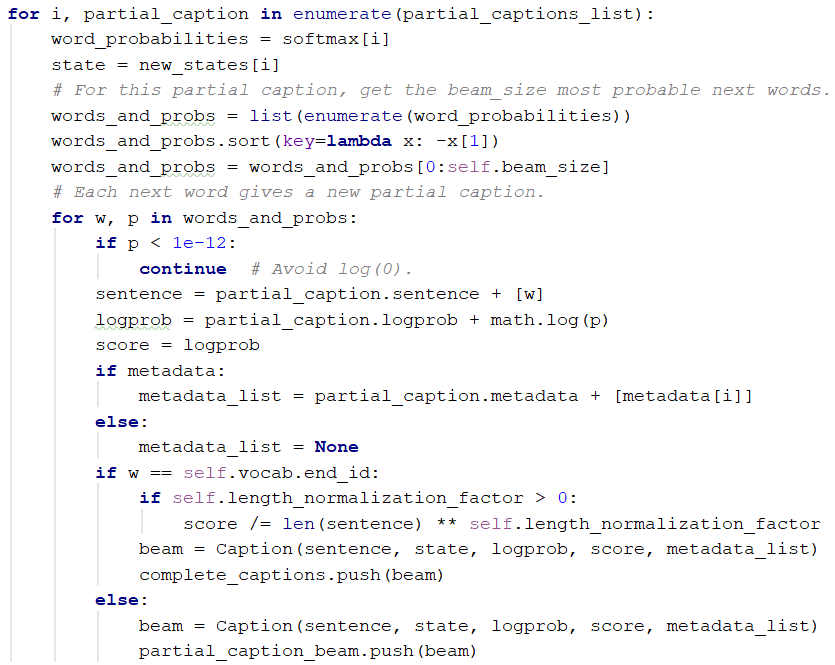 for i, partial_caption in enumerate(partial_captions_list):
    word_probabilities = softmax[i]
    state = new_states[i]
    # For this partial caption, get the beam_size most probable next words.
    words_and_probs = list(enumerate(word_probabilities))
    words_and_probs.sort(key=lambda x: -x[1])
    words_and_probs = words_and_probs[0:self.beam_size]
    # Each next word gives a new partial caption.
    for w, p in words_and_probs:
        if p < 1e-12:
            continue  # Avoid log(0).
        sentence = partial_caption.sentence + [w]
        logprob = partial_caption.logprob + math.log(p)
        score = logprob
        if metadata:
            metadata_list = partial_caption.metadata + [metadata[i]]
        else:
            metadata_list = None
        if w == self.vocab.end_id:
            if self.length_normalization_factor > 0:
                score /= len(sentence) ** self.length_normalization_factor
            beam = Caption(sentence, state, logprob, score, metadata_list)
            complete_captions.push(beam)
        else:
            beam = Caption(sentence, state, logprob, score, metadata_list)
            partial_caption_beam.push(beam)